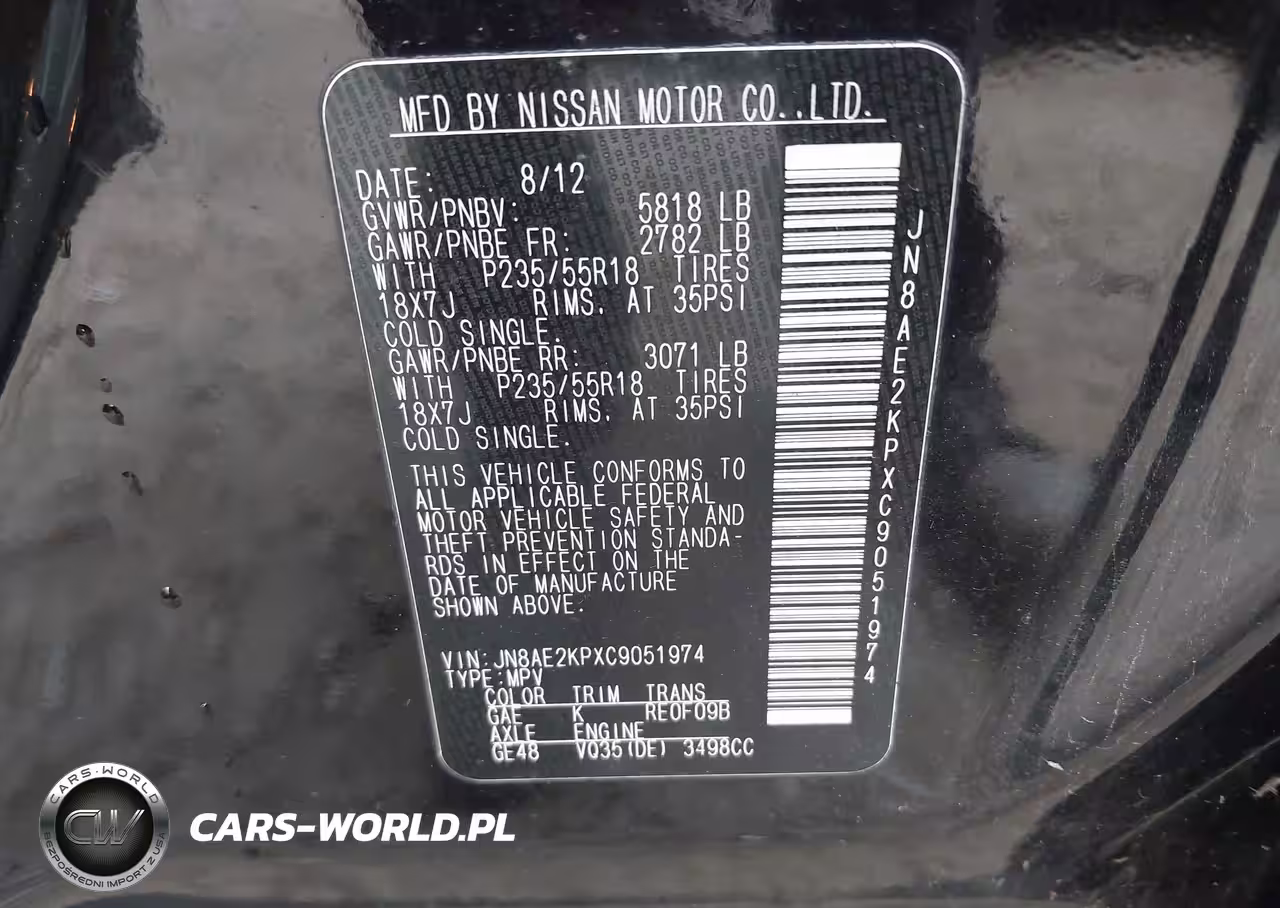 MFD BY NISSAN MOTOR CO.,LTD.
DATE: 8/12
GVWR/PNBV: 5818 LB
GAWR/PNBE FR: 2782 LB
WITH P235/55R18 TIRES
18X7J RIMS, AT 35PSI
COLD SINGLE.
GAWR/PNBE RR: 3071 LB
WITH P235/55R18 TIRES
18X7J RIMS, AT 35PSI
COLD SINGLE.
THIS VEHICLE CONFORMS TO
ALL APPLICABLE FEDERAL
MOTOR VEHICLE SAFETY AND
THEFT PREVENTION STANDA-
RDS IN EFFECT ON THE
DATE OF MANUFACTURE
SHOWN ABOVE.
VIN:JN8AE2KPXC9051974
TYPE:MPV
COLOR TRIM TRANS
GAE K RE0F09B
AXLE ENGINE
GE48 VQ35(DE) 3498CC
JN8AE2KPXC9051974
CARS-WORLD
CW
BEZPOŚREDNI IMPORT Z USA
CARS-WORLD.PL